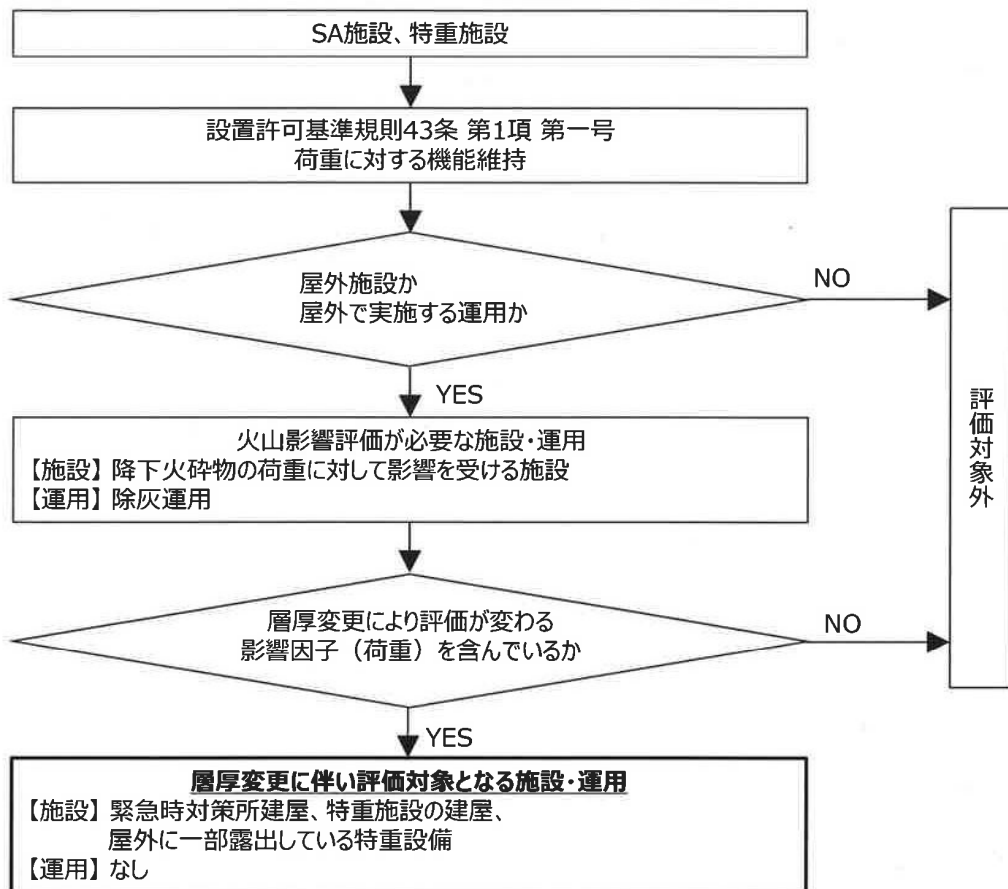 SA施設、特重施設
設置許可基準規則43条 第1項 第一号
荷重に対する機能維持
屋外施設か
屋外で実施する運用か
NO
YES
火山影響評価が必要な施設・運用
【施設】降下火砕物の荷重に対して影響を受ける施設
【運用】除灰運用
層厚変更により評価が変わる
影響因子（荷重）を含んでいるか
NO
YES
評価対象外
層厚変更に伴い評価対象となる施設・運用
【施設】緊急時対策所建屋、特重施設の建屋、
屋外に一部露出している特重設備
【運用】なし